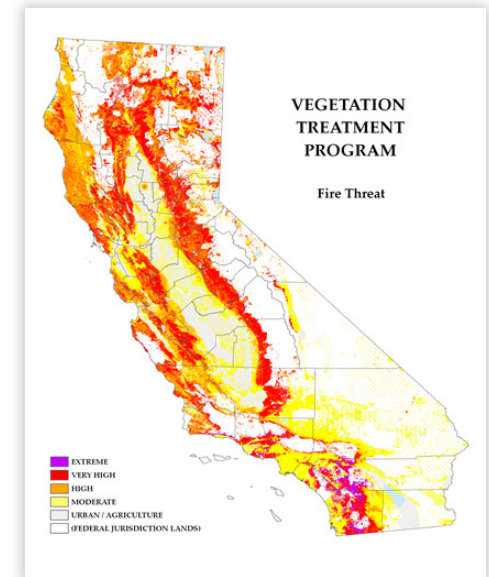 VEGETATION
TREATMENT
PROGRAM
Fire Threat
EXTREME
VERY HIGH
HIGH
MODERATE
URBAN / AGRICULTURE
(FEDERAL JURISDICTION LANDS)